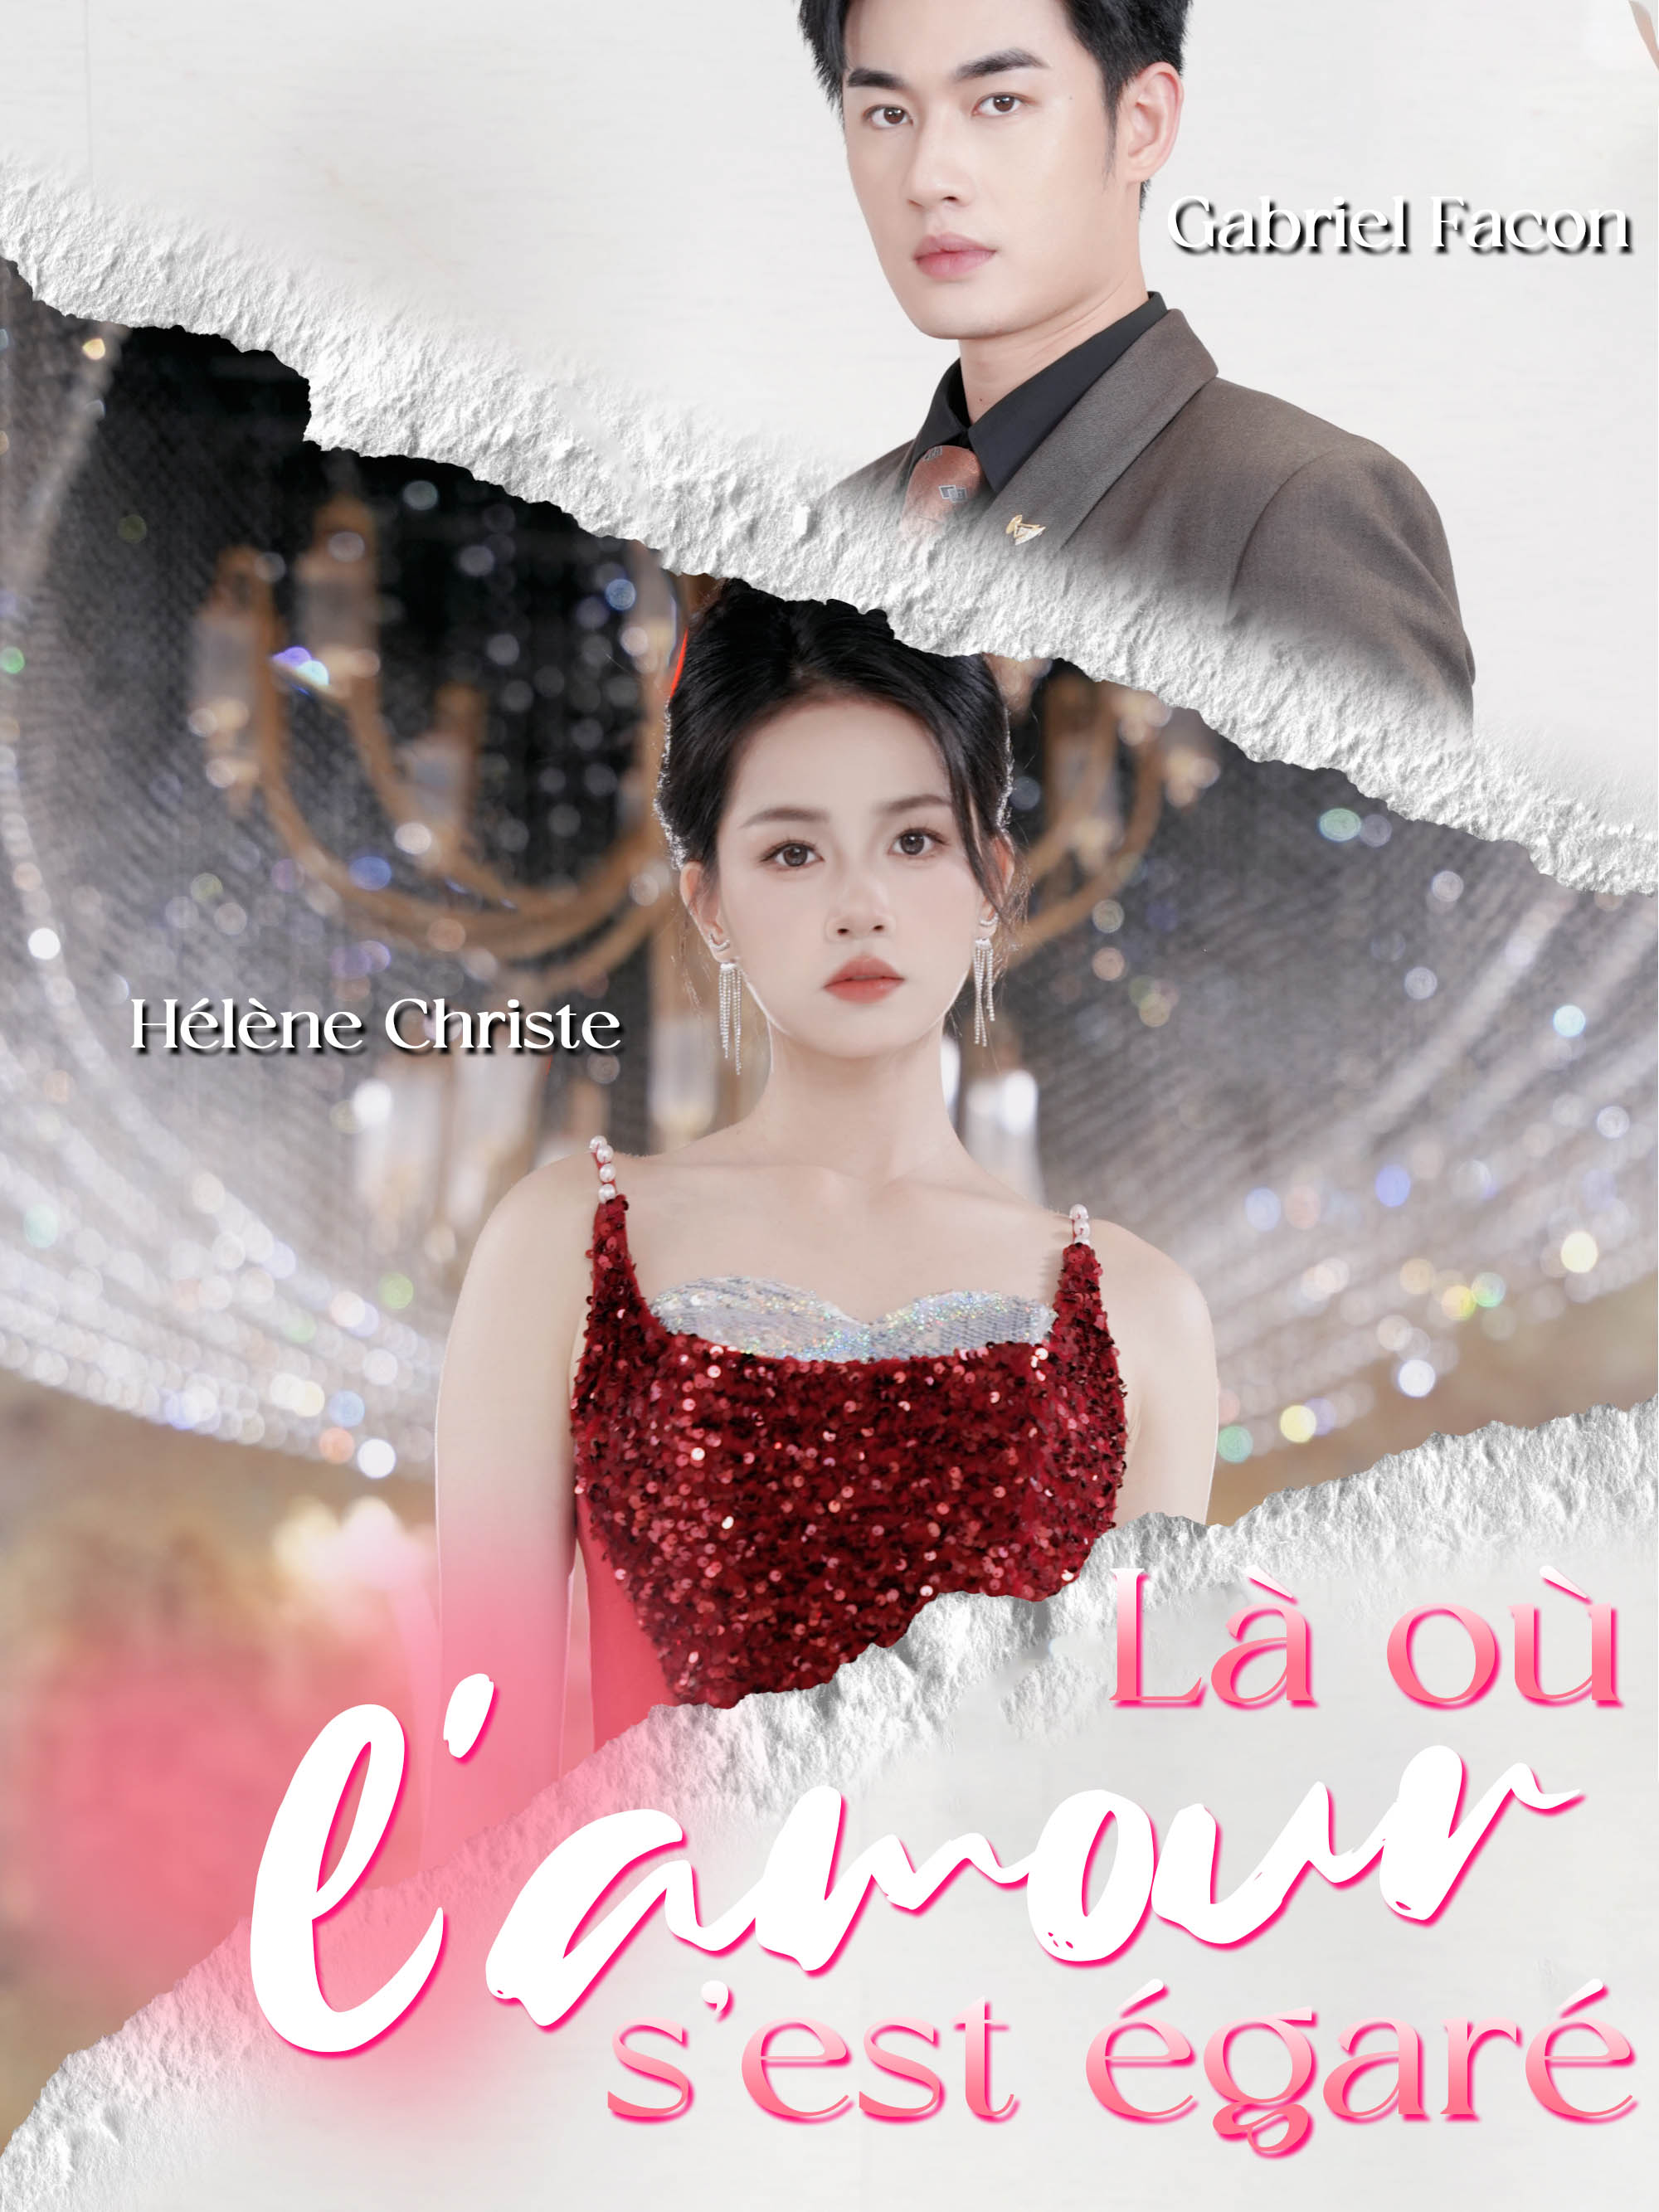 Gabriel Facon
Hélène Christe
Là où
l'amour
s'est égaré